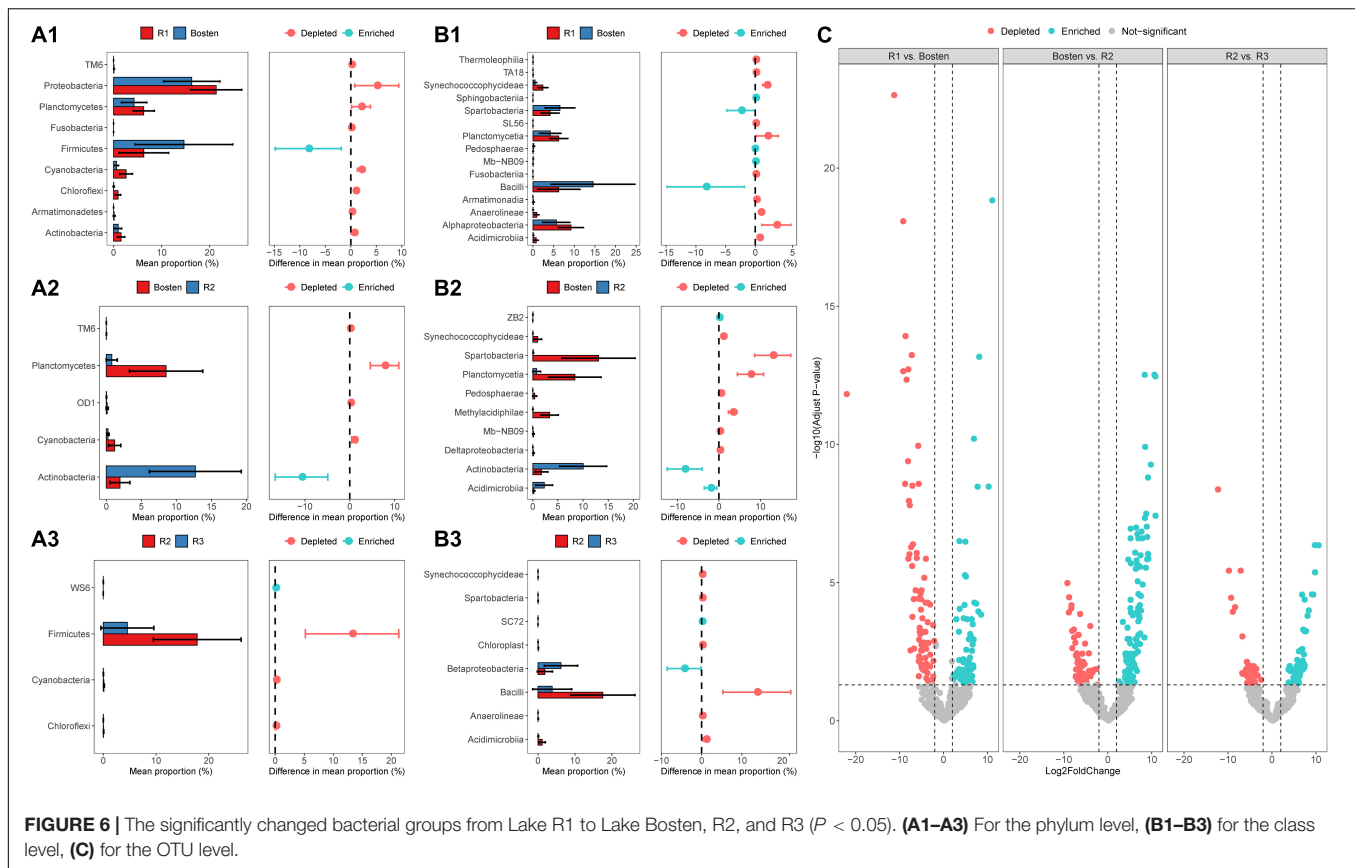 A1
R1 Bosten
Depleted Enriched
TM6
Proteobacteria
Planctomycetes
Fusobacteria
Firmicutes
Cyanobacteria
Chloroflexi
Armatimonadetes
Actinobacteria
0 10 20
Mean proportion (%)
−15 −10 −5 0 5 10
Difference in mean proportion (%)
B1
R1 Bosten
Depleted Enriched
Thermoleophilia
TA18
Synechococcophycideae
Sphingobacteriia
Spartobacteria
SL56
Planctomycetia
Pedosphaerae
Mb−NB09
Fusobacteriia
Bacilli
Armatimonadia
Anaerolineae
Alphaproteobacteria
Acidimicrobiia
0 5 10 15 20 25
Mean proportion (%)
−15 −10 −5 0 5
Difference in mean proportion (%)
A2
Bosten R2
Depleted Enriched
TM6
Planctomycetes
OD1
Cyanobacteria
Actinobacteria
0 5 10 15
Mean proportion (%)
−10 0 10
Difference in mean proportion (%)
B2
Bosten R2
Depleted Enriched
ZB2
Synechococcophycideae
Spartobacteria
Planctomycetia
Pedosphaerae
Methylacidiphilae
Mb−NB09
Deltaproteobacteria
Actinobacteria
Acidimicrobiia
0 5 10 15 20
Mean proportion (%)
−10 0 10
Difference in mean proportion (%)
A3
R2 R3
Depleted Enriched
WS6
Firmicutes
Cyanobacteria
Chloroflexi
0 10 20
Mean proportion (%)
0 5 10 15 20
Difference in mean proportion (%)
B3
R2 R3
Depleted Enriched
Synechococcophycideae
Spartobacteria
SC72
Chloroplast
Betaproteobacteria
Bacilli
Anaerolineae
Acidimicrobiia
0 10 20
Mean proportion (%)
−10 0 10 20
Difference in mean proportion (%)
C
Depleted Enriched Not−significant
R1 vs. Bosten Bosten vs. R2 R2 vs. R3
−log10(Adjust P−value)
20
15
10
5
0
−20 −10 0 10 −20 −10 0 10 −20 −10 0 10
Log2FoldChange
FIGURE 6 | The significantly changed bacterial groups from Lake R1 to Lake Bosten, R2, and R3 (P < 0.05). (A1–A3) For the phylum level, (B1–B3) for the class
level, (C) for the OTU level.